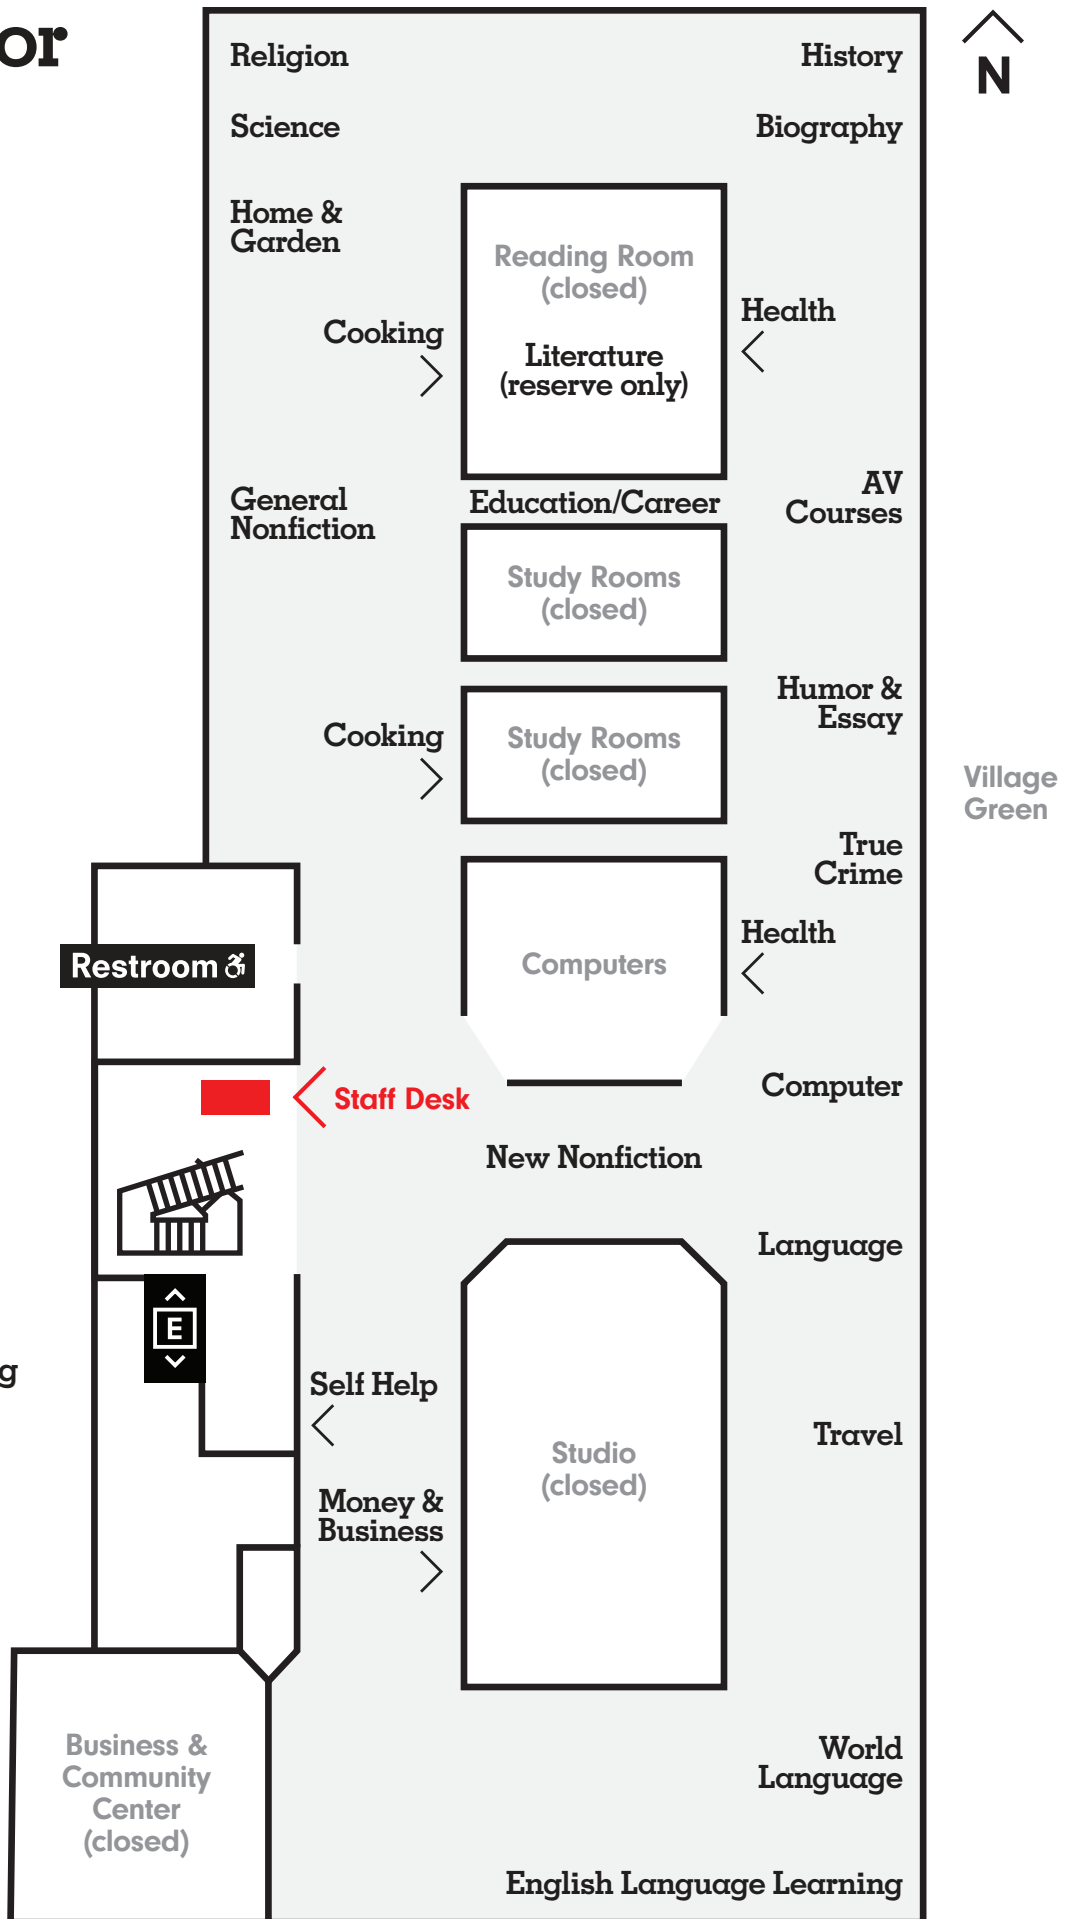 or
N
Religion
History
Science
Biography
Home &
Garden
Reading Room
(closed)
Literature
(reserve only)
Cooking
Health
General
Nonfiction
Education/Career
AV
Courses
Study Rooms
(closed)
Humor &
Essay
Cooking
Study Rooms
(closed)
Village
Green
True
Crime
Health
Restroom
Computers
Computer
Staff Desk
New Nonfiction
Language
E
g
Self Help
Travel
Studio
(closed)
Money &
Business
Business &
Community
Center
(closed)
World
Language
English Language Learning